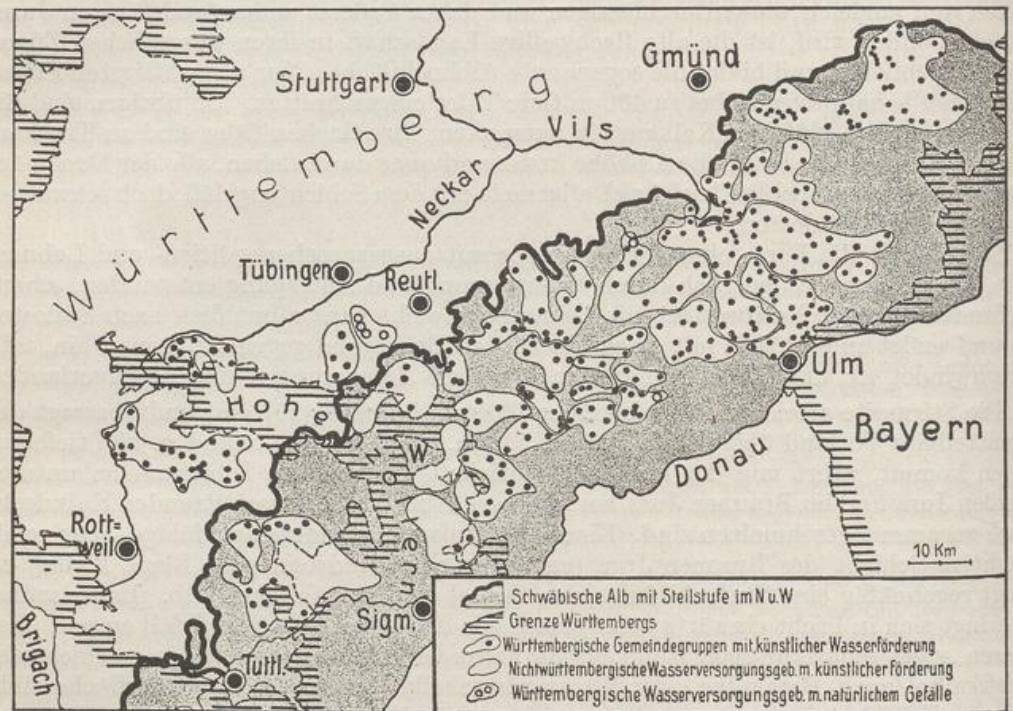 Württemberg
Stuttgart
Gmünd
Vils
Neckar
Tübingen
Reutl.
Ulm
Hohenzollern
W
Bayern
Donau
Rott=
weil
Sigm.
Tuttl.
Brigach
10 Km
Schwäbische Alb mit Steilstufe im N u.W
Grenze Württembergs
Württembergische Gemeindegruppen mit künstlicher Wasserförderung
Nichtwürttembergische Wasserversorgungsgeb. m. künstlicher Förderung
Württembergische Wasserversorgungsgeb. m. natürlichem Gefälle